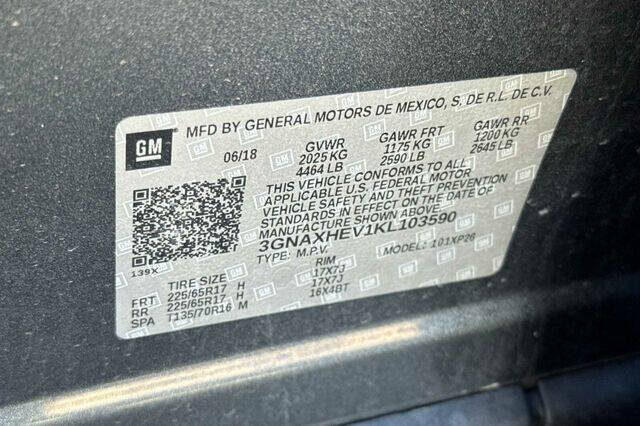 GM
MFD BY GENERAL MOTORS DE MEXICO, S. DE R.L. DE C.V.
06/18 GVWR GAWR FRT GAWR RR
2025 KG 1175 KG 1200 KG
4464 LB 2590 LB 2645 LB
THIS VEHICLE CONFORMS TO ALL
APPLICABLE U.S. FEDERAL MOTOR
VEHICLE SAFETY AND THEFT PREVENTION
STANDARDS IN EFFECT ON THE DATE OF
MANUFACTURE SHOWN ABOVE.
3GNAXHEV1KL103590
TYPE: M.P.V. MODEL: 101XP26
139X
TIRE SIZE RIM
FRT 225/65R17 H 17X7J
RR 225/65R17 H 17X7J
SPA T135/70R16 M 16X4BT